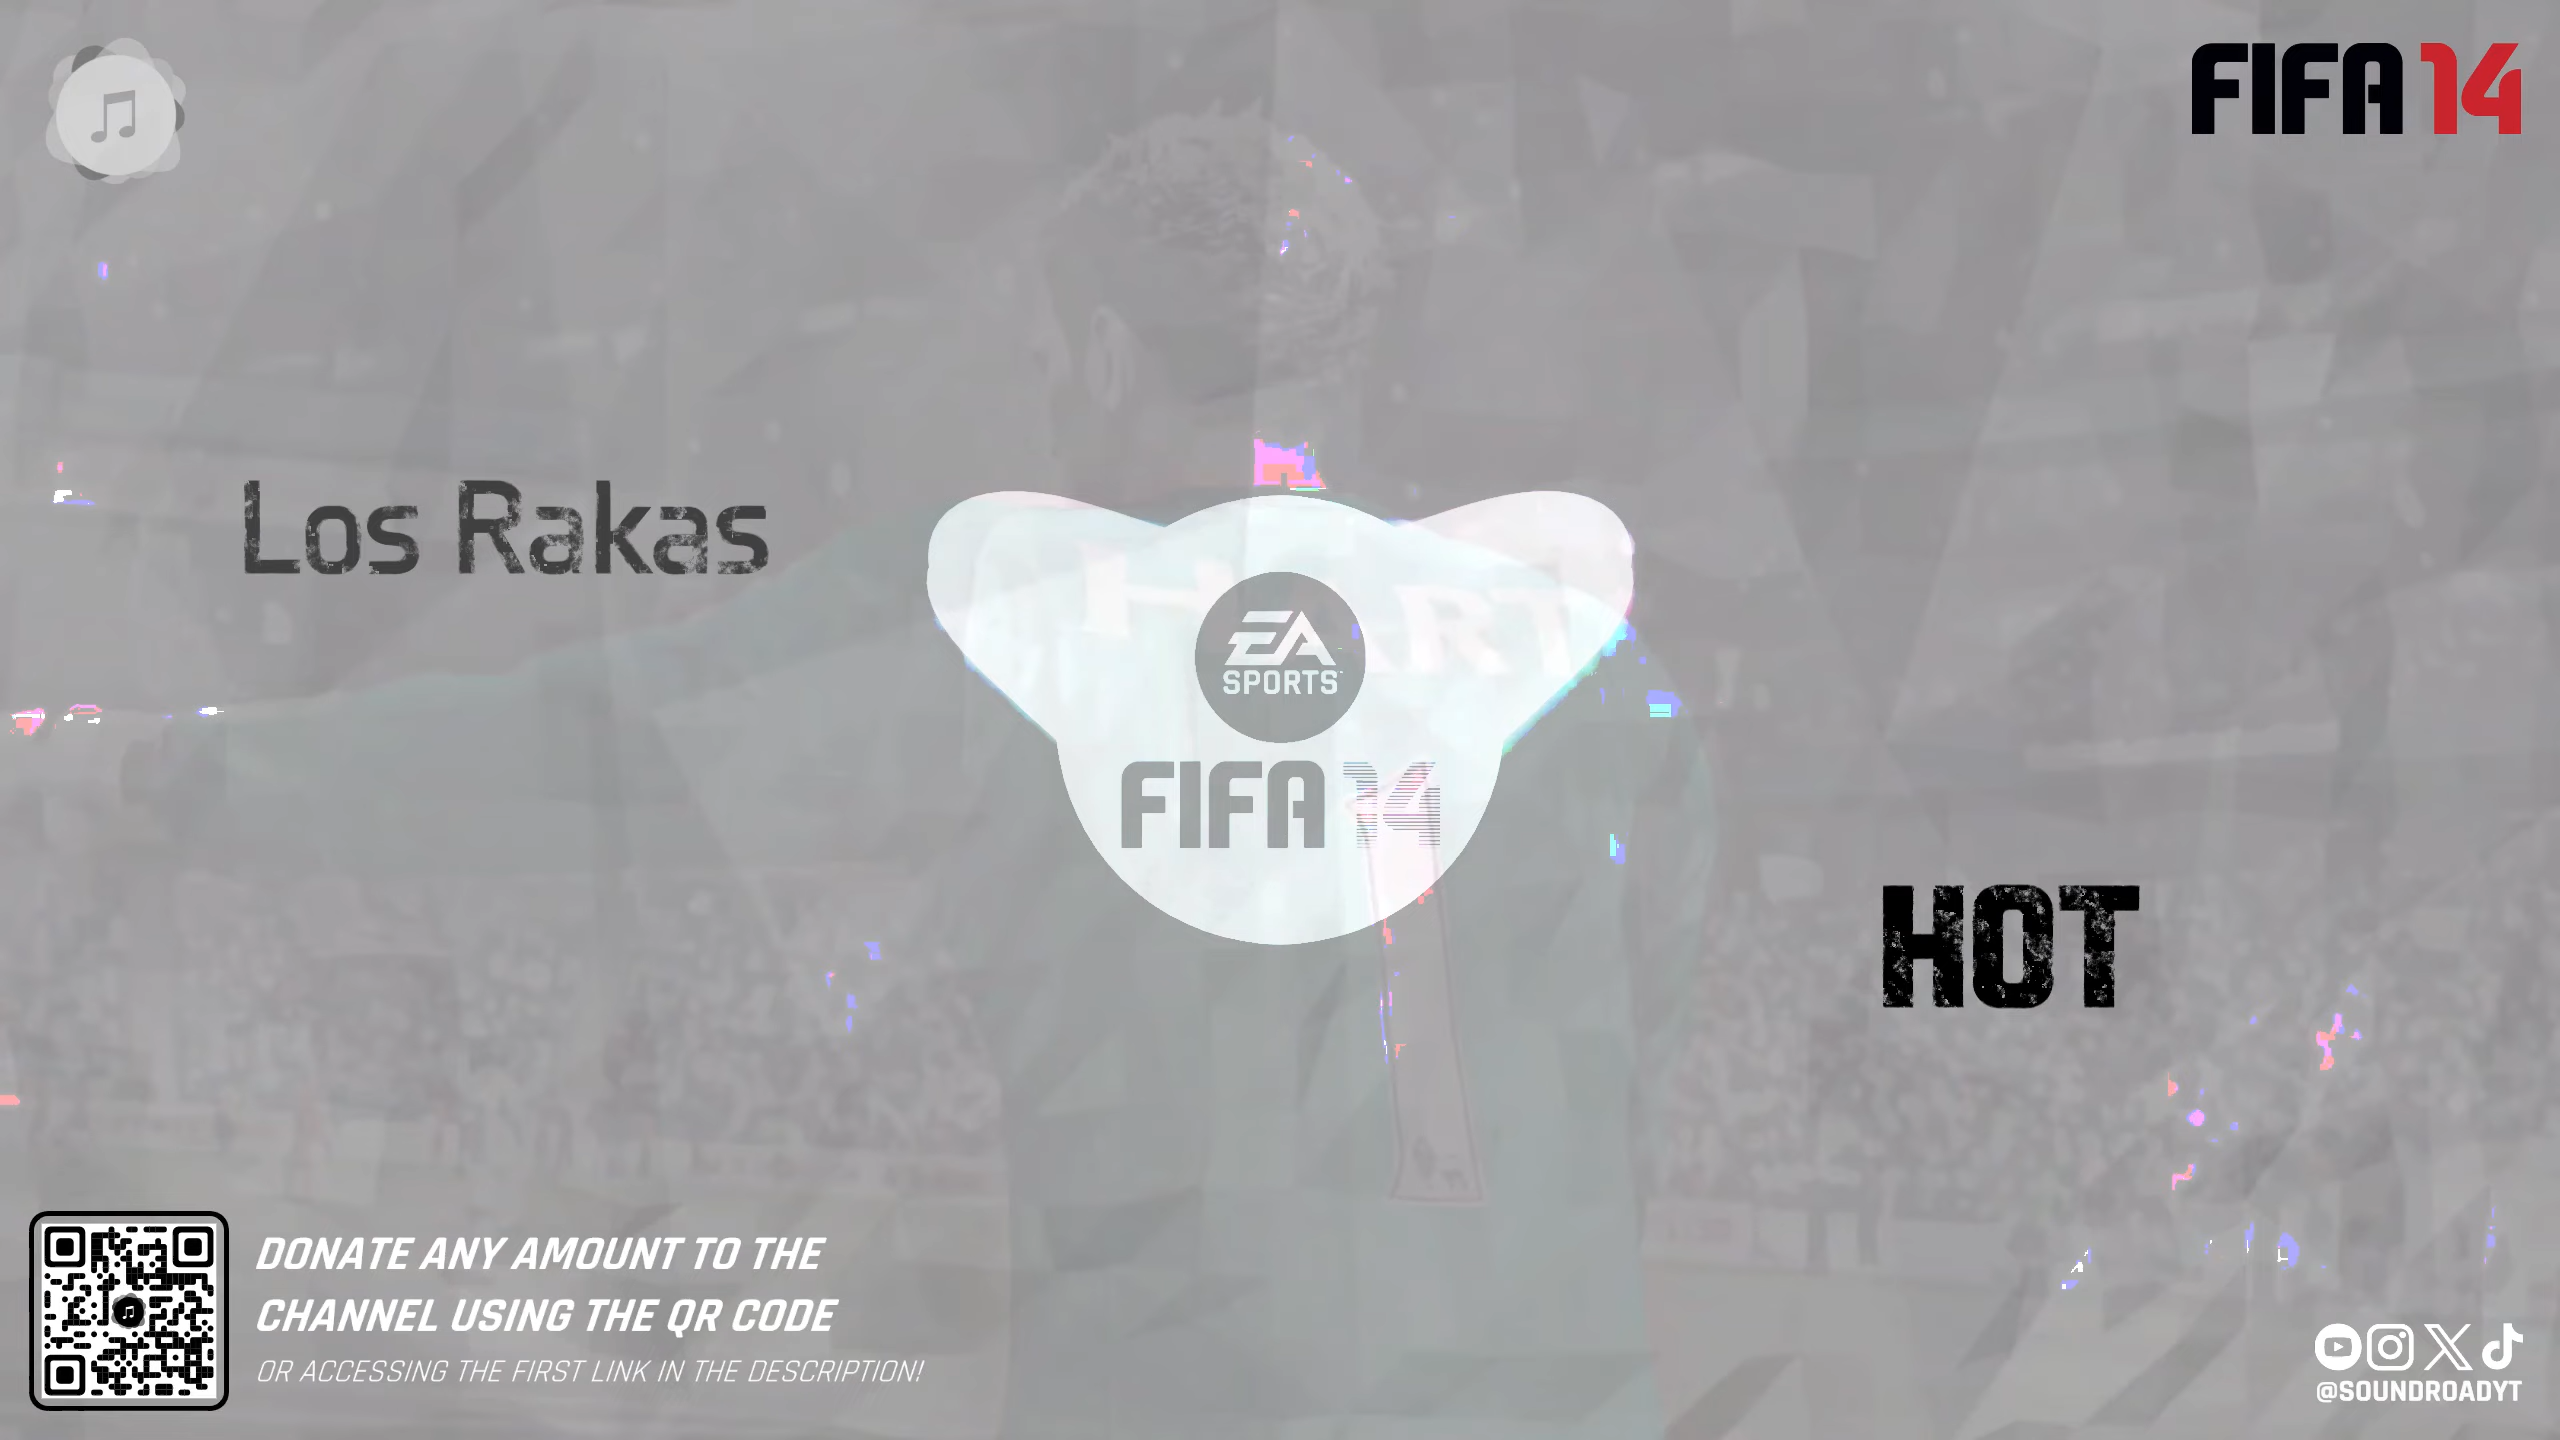 FIFA 14
Los Rakas
H ART
EA
SPORTS
FIFA 14
HOT
DONATE ANY AMOUNT TO THE
CHANNEL USING THE QR CODE
OR ACCESSING THE FIRST LINK IN THE DESCRIPTION!
@SOUNDROADYT